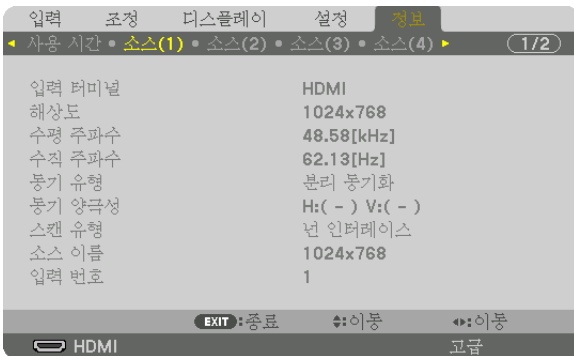 입력 조정 디스플레이 설정 정보
사용 시간 • 소스(1) • 소스(2) • 소스(3) • 소스(4) 1/2
입력 터미널 HDMI
해상도 1024x768
수평 주파수 48.58[kHz]
수직 주파수 62.13[Hz]
동기 유형 분리 동기화
동기 양극성 H:( - ) V:( - )
스캔 유형 넌 인터레이스
소스 이름 1024x768
입력 번호 1
EXIT:종료 :이동 :이동
HDMI 고급